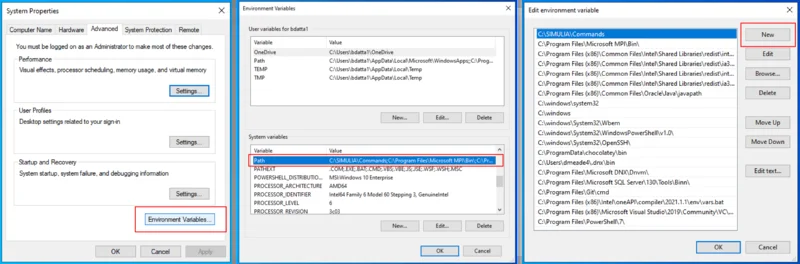 System Properties
Computer Name Hardware Advanced System Protection Remote
You must be logged on as an Administrator to make most of these changes.
Performance
Visual effects, processor scheduling, memory usage, and virtual memory
Settings...
User Profiles
Desktop settings related to your sign-in
Settings...
Startup and Recovery
System startup, system failure, and debugging information
Settings...
Environment Variables...
OK Cancel Apply
Environment Variables
User variables for bdatta1
Variable Value
OneDrive C:\Users\bdatta1\OneDrive
Path C:\Users\bdatta1\AppData\Local\Microsoft\WindowsApps;C:\Prog...
TEMP C:\Users\bdatta1\AppData\Local\Temp
TMP C:\Users\bdatta1\AppData\Local\Temp
New... Edit... Delete
System variables
Variable Value
Path C:\SIMULIA\Commands;C:\Program Files\Microsoft MPI\Bin\;C:\Pr...
PATHEXT .COM;.EXE;.BAT;.CMD;.VBS;.VBE;.JS;.JSE;.WSF;.WSH;.MSC
POWERSHELL_DISTRIBUTIO... MSI:Windows 10 Enterprise
PROCESSOR_ARCHITECTURE AMD64
PROCESSOR_IDENTIFIER Intel64 Family 6 Model 60 Stepping 3, GenuineIntel
PROCESSOR_LEVEL 6
PROCESSOR_REVISION 3c03
New... Edit... Delete
OK Cancel
Edit environment variable
C:\SIMULIA\Commands
C:\Program Files\Microsoft MPI\Bin\
C:\Program Files (x86)\Common Files\Intel\Shared Libraries\redist\int...
C:\Program Files (x86)\Common Files\Intel\Shared Libraries\redist\ia3...
C:\Program Files (x86)\Common Files\Intel\Shared Libraries\redist\int...
C:\Program Files (x86)\Common Files\Intel\Shared Libraries\redist\ia3...
C:\Program Files (x86)\Common Files\Oracle\Java\javapath
C:\windows\system32
C:\windows
C:\windows\System32\Wbem
C:\windows\System32\WindowsPowerShell\v1.0\
C:\windows\System32\OpenSSH\
C:\ProgramData\chocolatey\bin
C:\Users\dmeade4\.dnx\bin
C:\Program Files\Microsoft DNX\Dnvm\
C:\Program Files\Microsoft SQL Server\130\Tools\Binn\
C:\Program Files\Git\cmd
C:\Program Files (x86)\Intel\oneAPI\compiler\2021.1.1\env\vars.bat
C:\Program Files (x86)\Microsoft Visual Studio\2019\Community\VC\...
C:\Program Files\PowerShell\7\
New
Edit
Browse...
Delete
Move Up
Move Down
Edit text...
OK Cancel